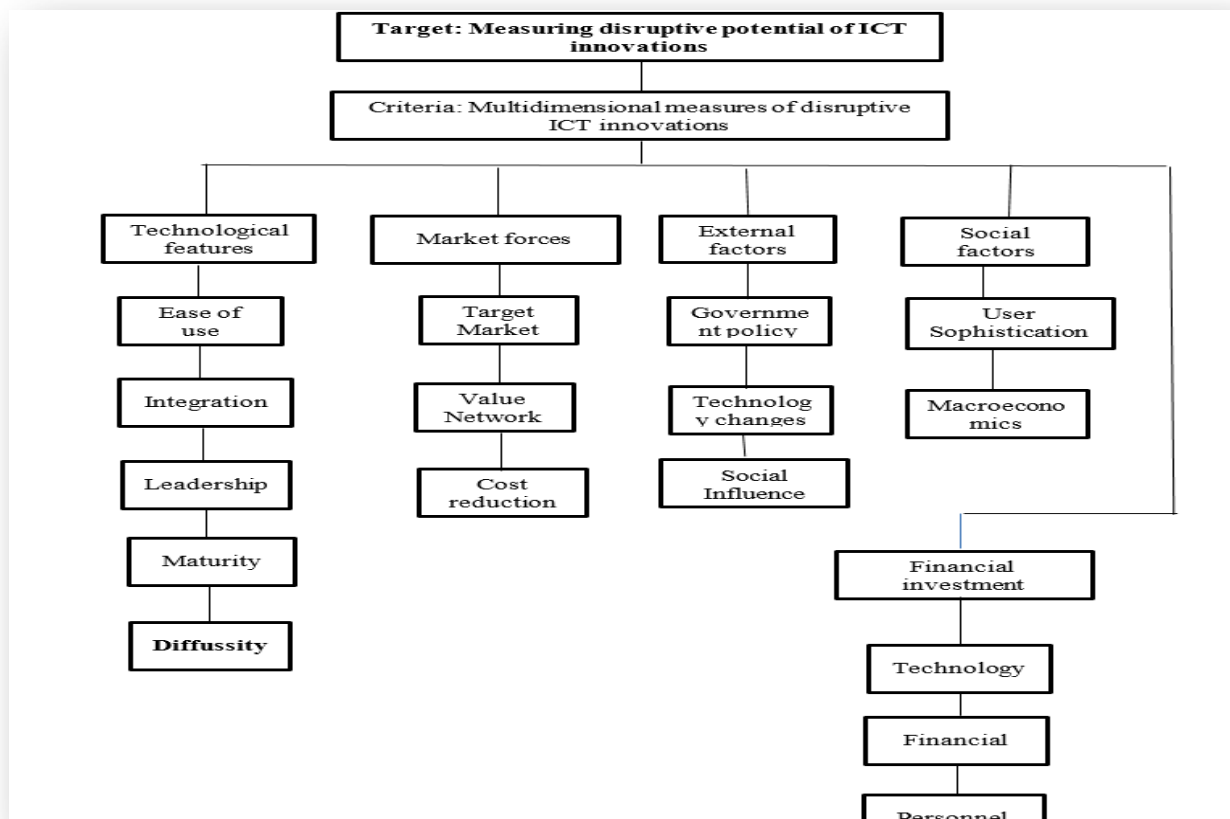 Target: Measuring disruptive potential of ICT
innovations
Criteria: Multidimensional measures of disruptive
ICT innovations
Technological
features
Ease of
use
Integration
Leadership
Maturity
Diffussity
Market forces
Target
Market
Value
Network
Cost
reduction
External
factors
Governme
nt policy
Technolog
y changes
Social
Influence
Social
factors
User
Sophistication
Macroecono
mics
Financial
investment
Technology
Financial
Personnel